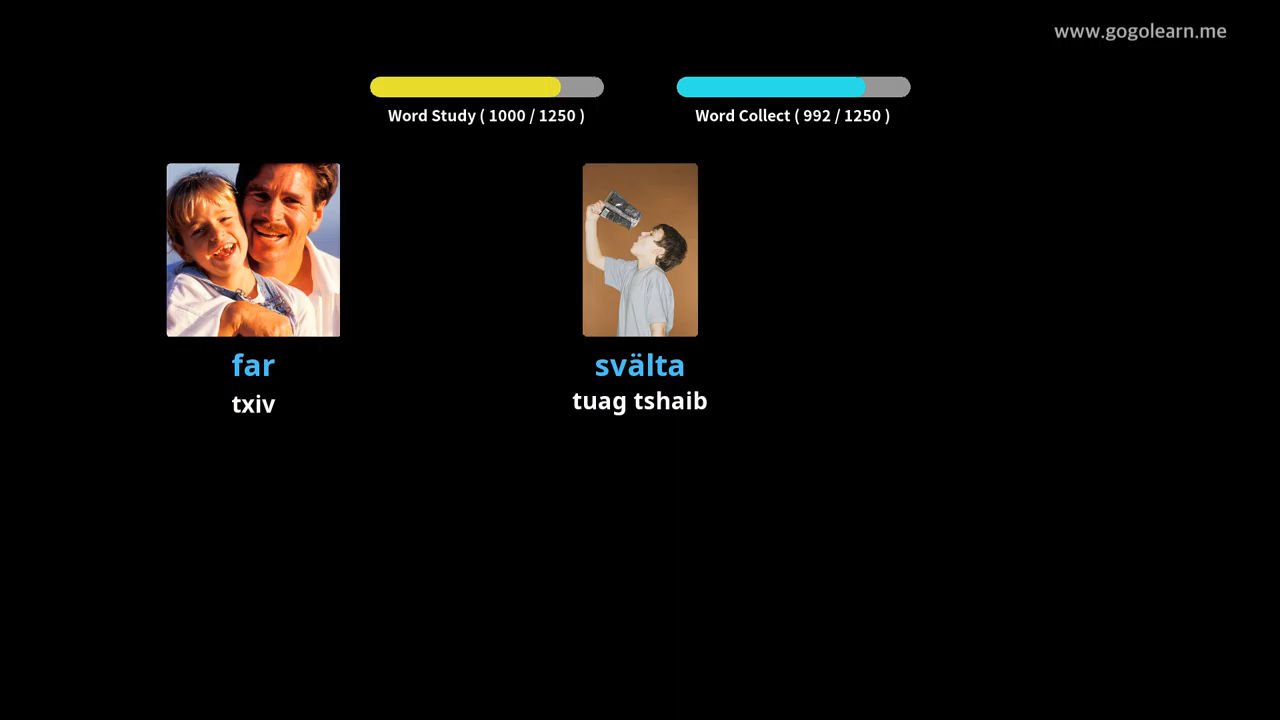 www.gogolearn.me
Word Study ( 1000 / 1250 )
Word Collect ( 992 / 1250 )
far
txiv
svälta
tuag tshaib